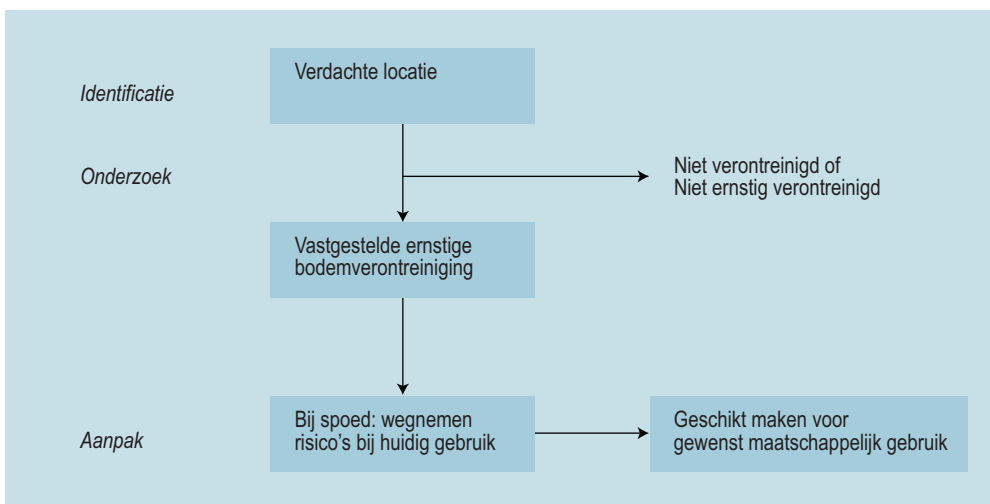 Identificatie
Verdachte locatie
Onderzoek
Niet verontreinigd of
Niet ernstig verontreinigd
Vastgestelde ernstige
bodemverontreiniging
Aanpak
Bij spoed: wegnemen
risico's bij huidig gebruik
Geschikt maken voor
gewenst maatschappelijk gebruik